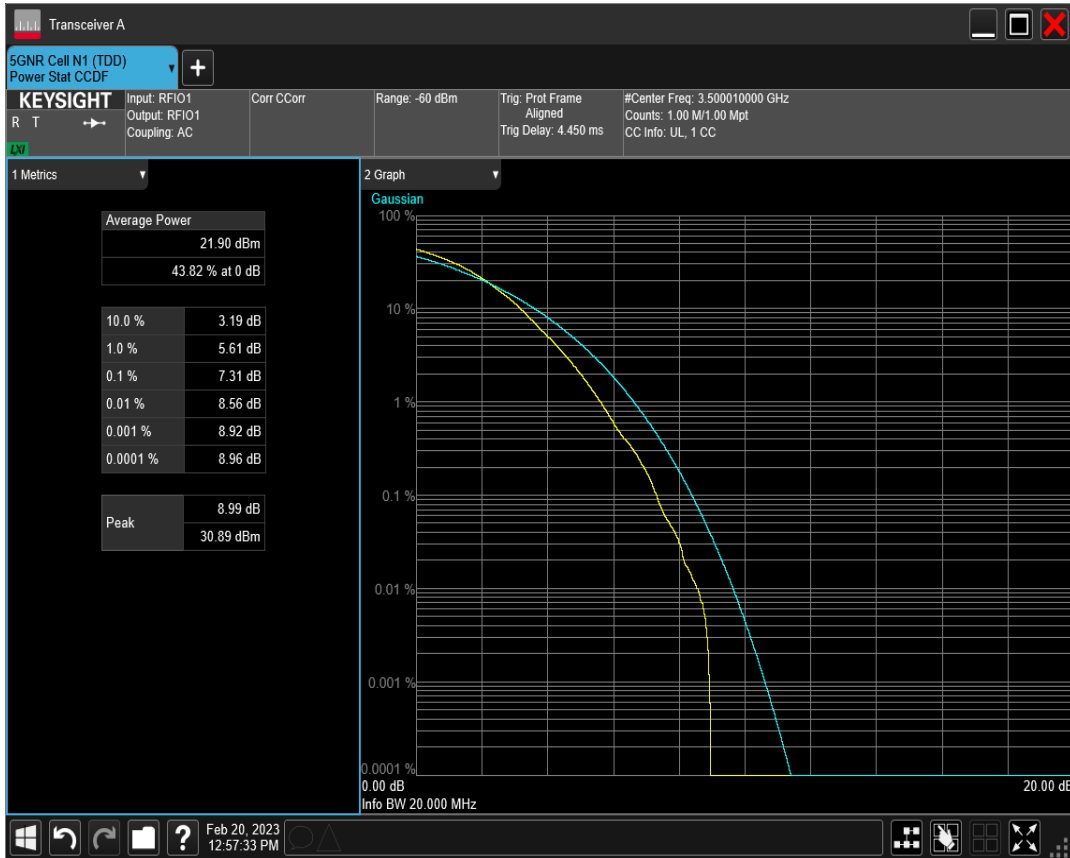 Transceiver A
5GNR Cell N1 (TDD)
Power Stat CCDF
+
KEYSIGHT
R T
LXI
Input: RFIO1
Output: RFIO1
Coupling: AC
Corr CCorr
Range: -60 dBm
Trig: Prot Frame
Aligned
Trig Delay: 4.450 ms
#Center Freq: 3.500010000 GHz
Counts: 1.00 M/1.00 Mpt
CC Info: UL, 1 CC
1 Metrics
Average Power
21.90 dBm
43.82 % at 0 dB
10.0 % 3.19 dB
1.0 % 5.61 dB
0.1 % 7.31 dB
0.01 % 8.56 dB
0.001 % 8.92 dB
0.0001 % 8.96 dB
Peak
8.99 dB
30.89 dBm
2 Graph
Gaussian
100 %
10 %
1 %
0.1 %
0.01 %
0.001 %
0.0001 %
0.00 dB 20.00 dB
Info BW 20.000 MHz
?
Feb 20, 2023
12:57:33 PM